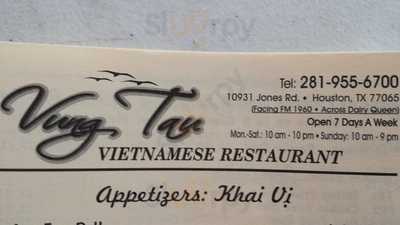 Vung Tau
VIETNAMESE RESTAURANT
Tel: 281-955-6700
10931 Jones Rd. • Houston, TX 77065
(Facing FM 1960 • Across Dairy Queen)
Open 7 Days A Week
Mon.-Sat.: 10 am - 10 pm • Sunday: 10 am - 9 pm
Appetizers: Khai Vị